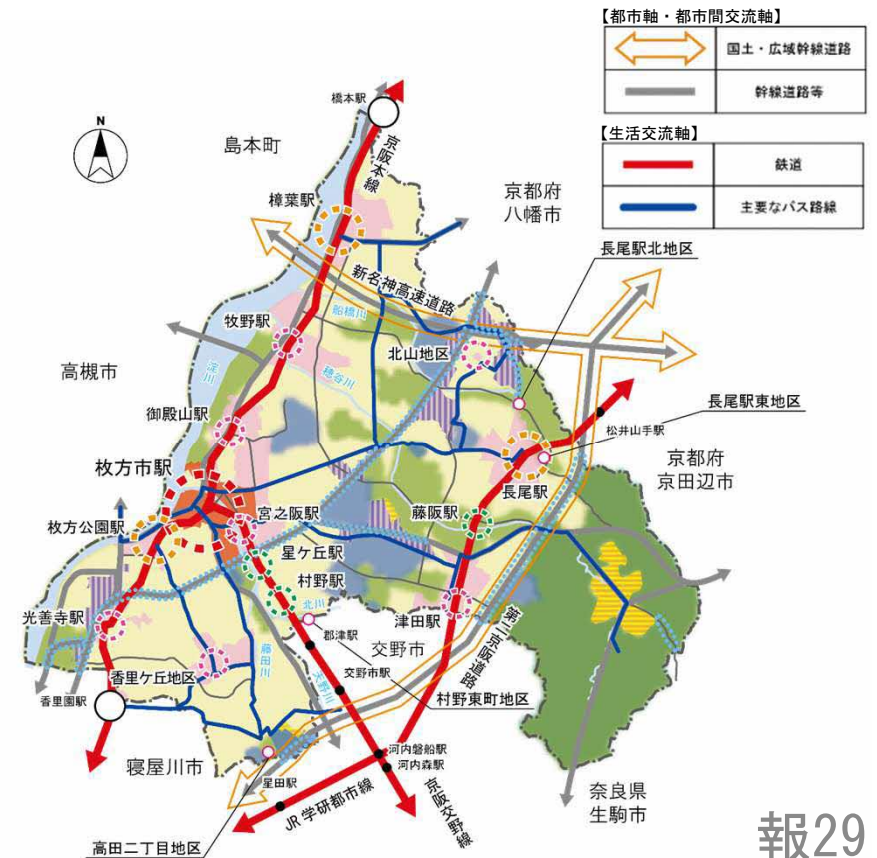 【都市軸・都市間交流軸】
国土・広域幹線道路
幹線道路等
【生活交流軸】
鉄道
主要なバス路線
N
橋本駅
島本町
京阪本線
京都府
八幡市
樟葉駅
長尾駅北地区
新名神高速道路
船橋川
牧野駅
北山地区
穂谷川
淀川
高槻市
長尾駅東地区
御殿山駅
松井山手駅
京都府
京田辺市
枚方市駅
長尾駅
宮之阪駅
藤阪駅
枚方公園駅
星ケ丘駅
村野駅
光善寺駅
北川
津田駅
第二京阪道路
郡津駅
交野市
藤田川
香里ケ丘地区
交野市駅
天野川
村野東町地区
香里園駅
河内磐船駅
河内森駅
寝屋川市
星田駅
JR学研都市線
京阪交野線
奈良県
生駒市
高田二丁目地区
報29